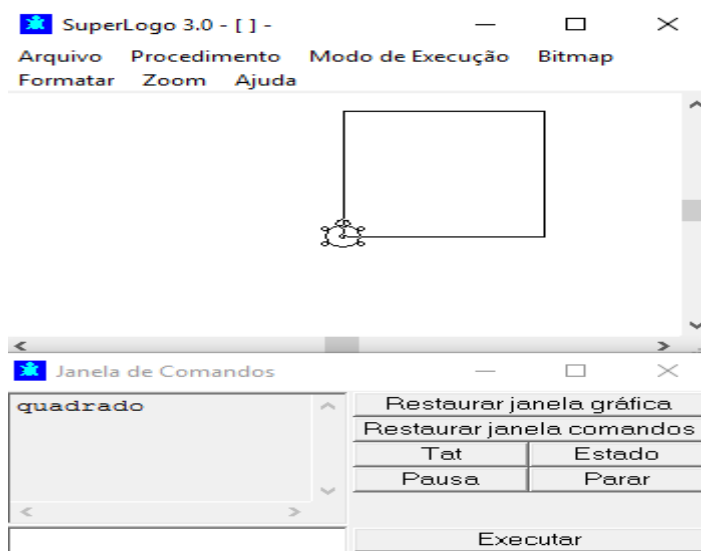 SuperLogo 3.0 - [ ] -
Arquivo Procedimento Modo de Execução Bitmap
Formatar Zoom Ajuda
Janela de Comandos
quadrado
Restaurar janela gráfica
Restaurar janela comandos
Tat Estado
Pausa Parar
Executar